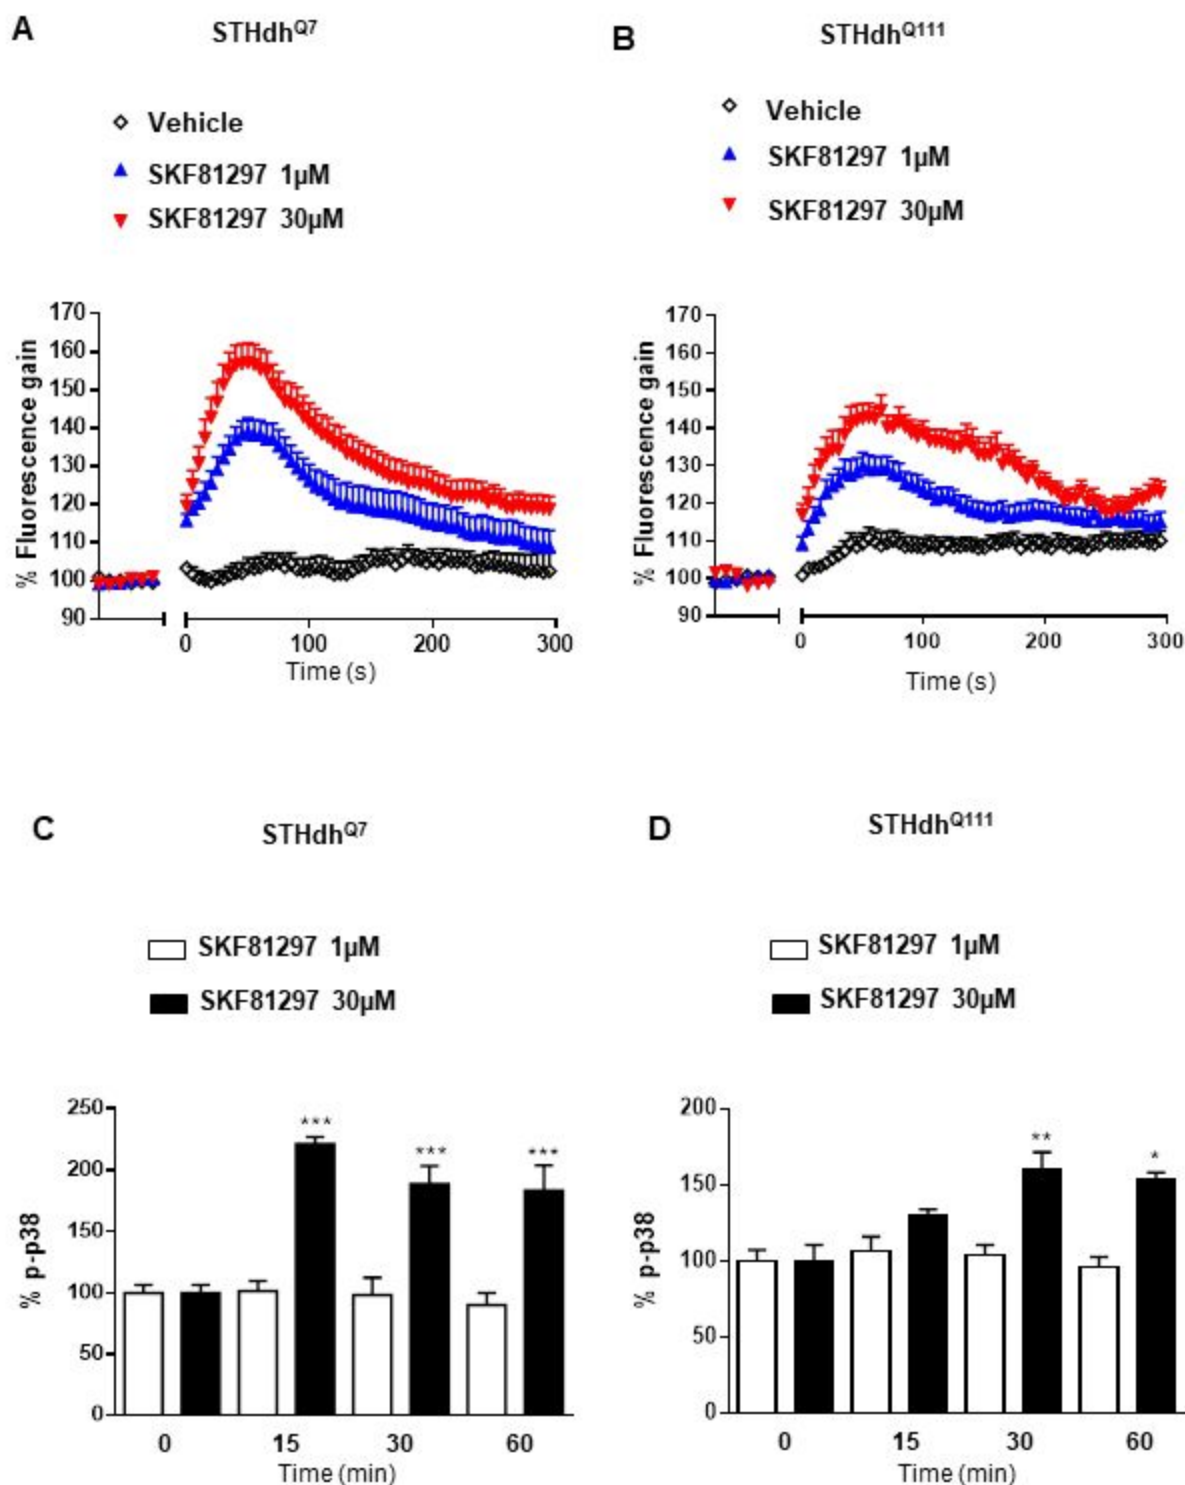 A
STHdhQ7
Vehicle
SKF81297 1µM
SKF81297 30µM
% Fluorescence gain
170
160
150
140
130
120
110
100
90
0
100
200
300
Time (s)
B
STHdhQ111
Vehicle
SKF81297 1µM
SKF81297 30µM
% Fluorescence gain
170
160
150
140
130
120
110
100
90
0
100
200
300
Time (s)
C
STHdhQ7
SKF81297 1µM
SKF81297 30µM
% p-p38
250
200
150
100
50
0
***
***
***
0
15
30
60
Time (min)
D
STHdhQ111
SKF81297 1µM
SKF81297 30µM
% p-p38
200
150
100
50
0
**
*
0
15
30
60
Time (min)